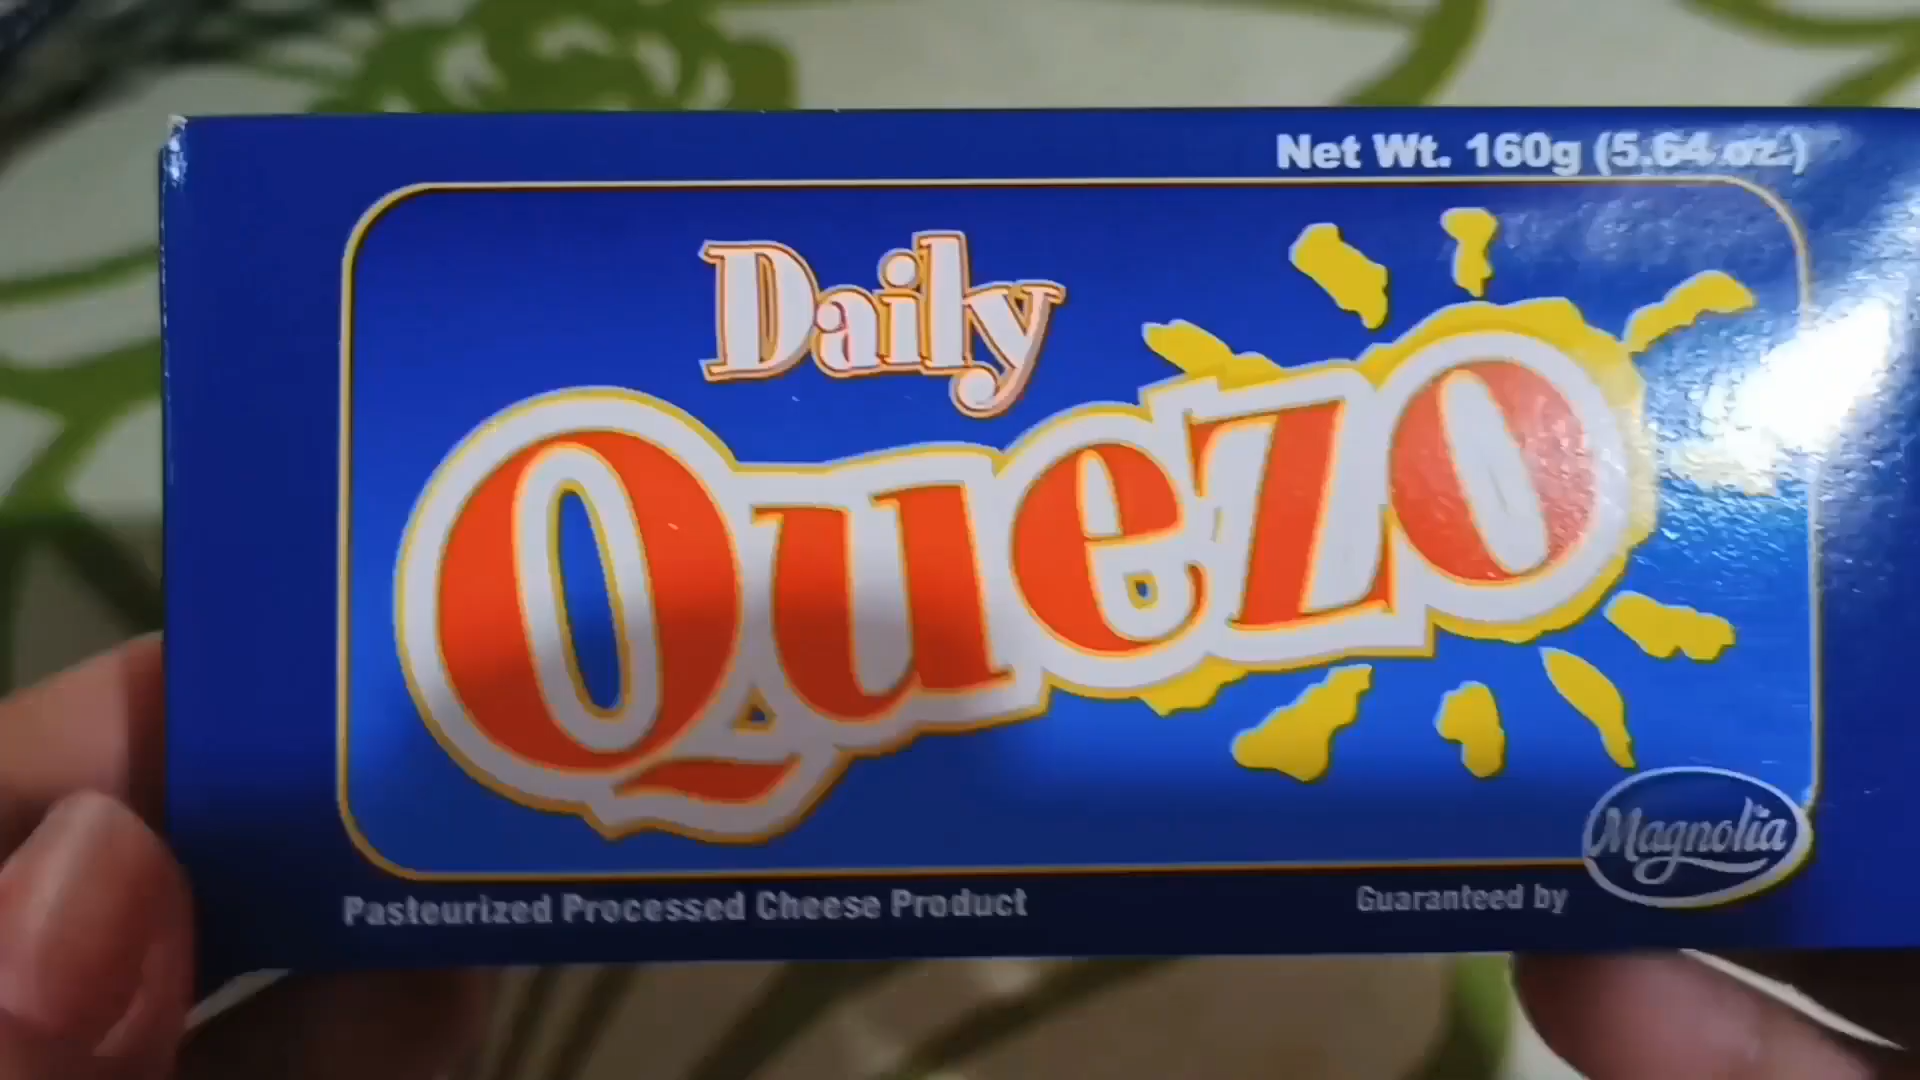 Net Wt. 160g (5.64 oz.)
Daily
Quezo
Magnolia
Pasteurized Processed Cheese Product
Guaranteed by